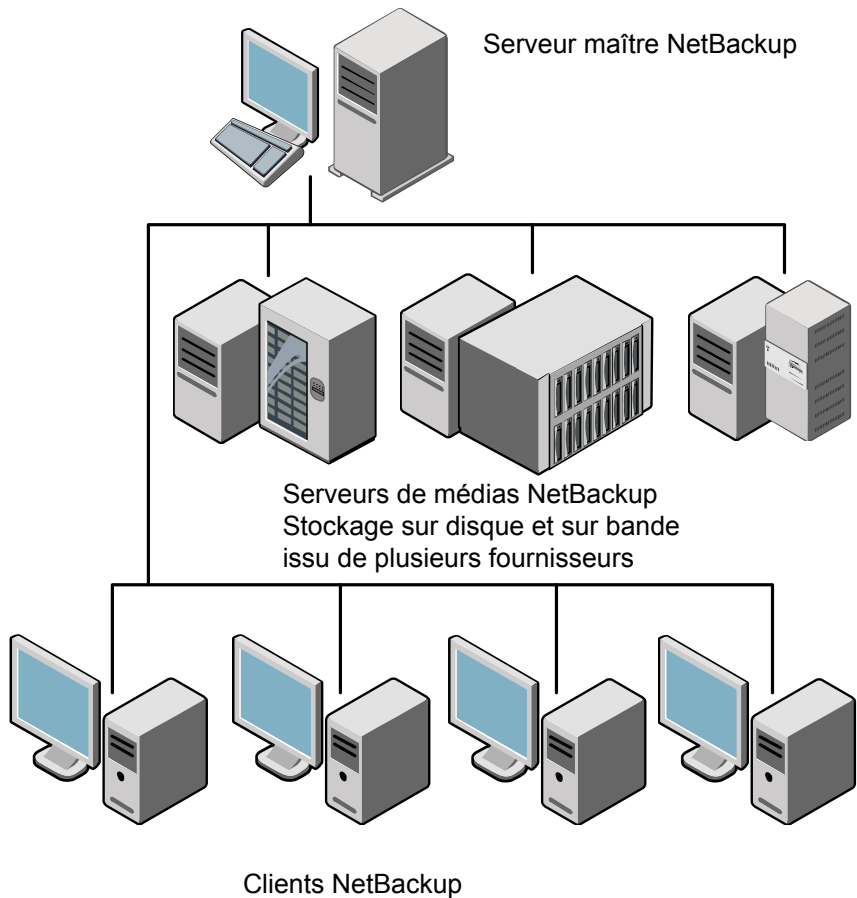 Serveur maître NetBackup
Serveurs de médias NetBackup
Stockage sur disque et sur bande
issu de plusieurs fournisseurs
Clients NetBackup